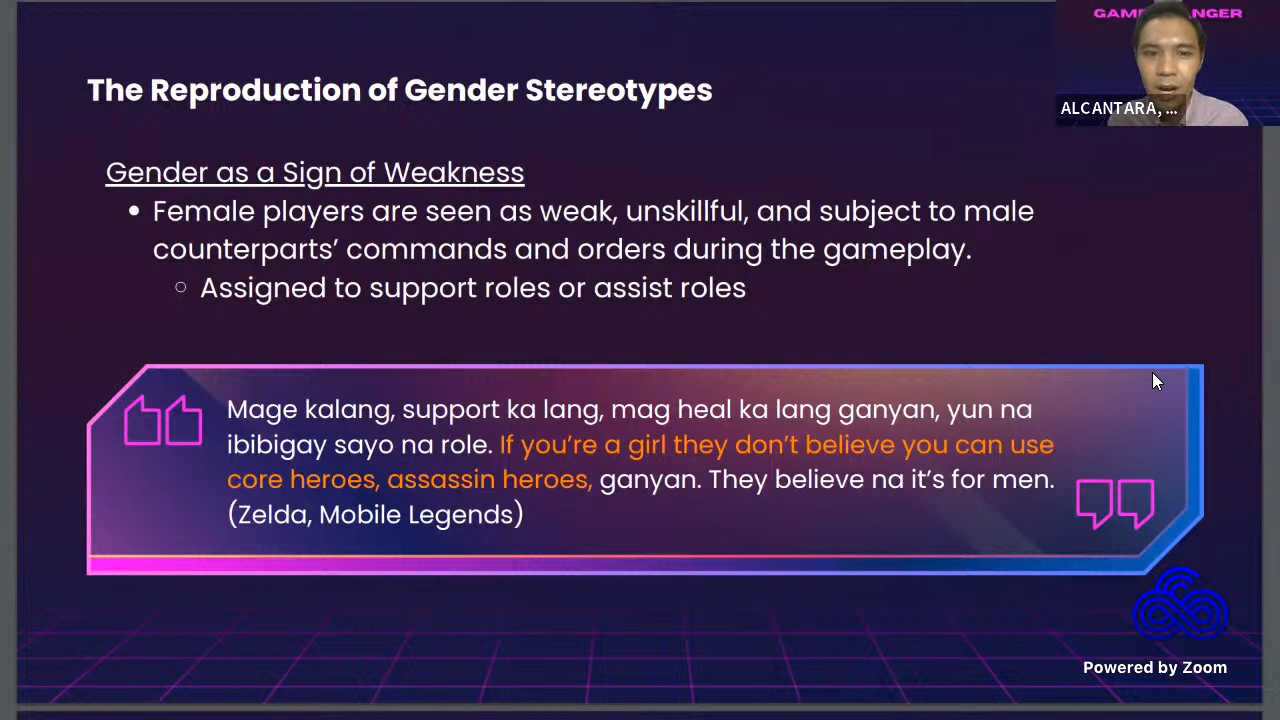 The Reproduction of Gender Stereotypes
ALCANTARA, ...
Gender as a Sign of Weakness
• Female players are seen as weak, unskillful, and subject to male
counterparts’ commands and orders during the gameplay.
○ Assigned to support roles or assist roles
Mage kalang, support ka lang, mag heal ka lang ganyan, yun na
ibibigay sayo na role. If you’re a girl they don’t believe you can use
core heroes, assassin heroes, ganyan. They believe na it’s for men.
(Zelda, Mobile Legends)
Powered by Zoom